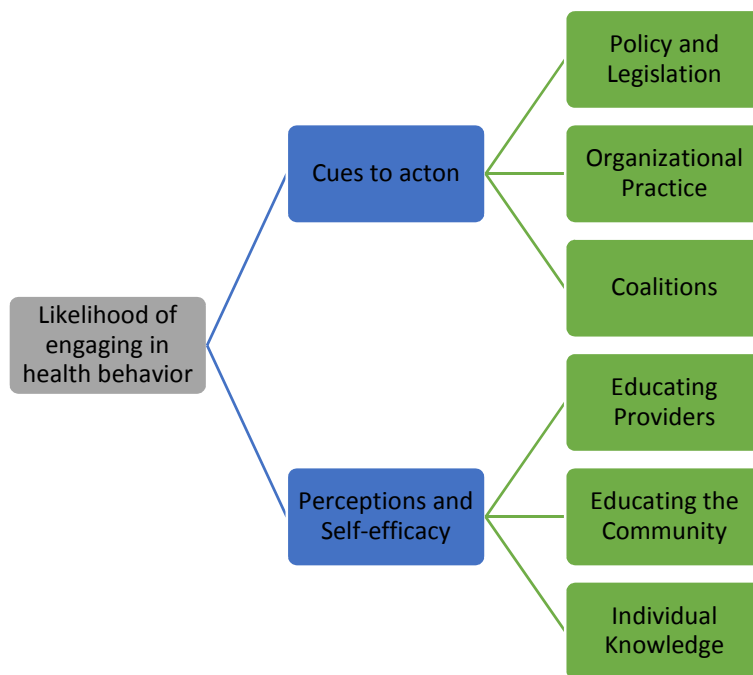 Policy and
Legislation
Cues to acton
Organizational
Practice
Coalitions
Likelihood of
engaging in
health behavior
Educating
Providers
Perceptions and
Self-efficacy
Educating the
Community
Individual
Knowledge